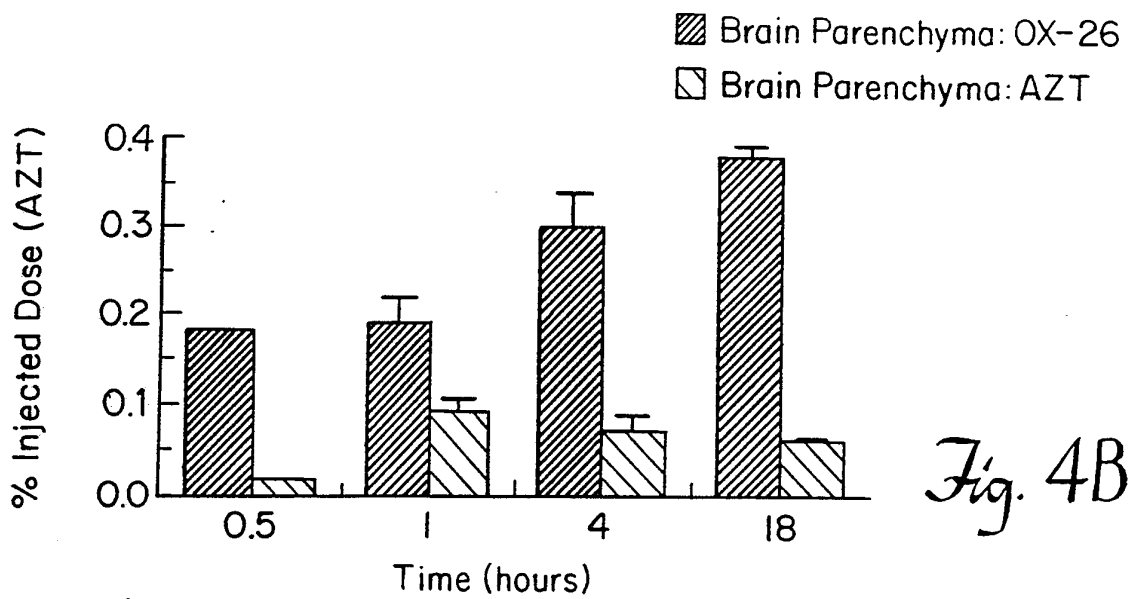 Brain Parenchyma: OX-26
Brain Parenchyma: AZT
% Injected Dose (AZT)
0.4
0.3
0.2
0.1
0.0
0.5 1 4 18
Time (hours)
Fig. 4B